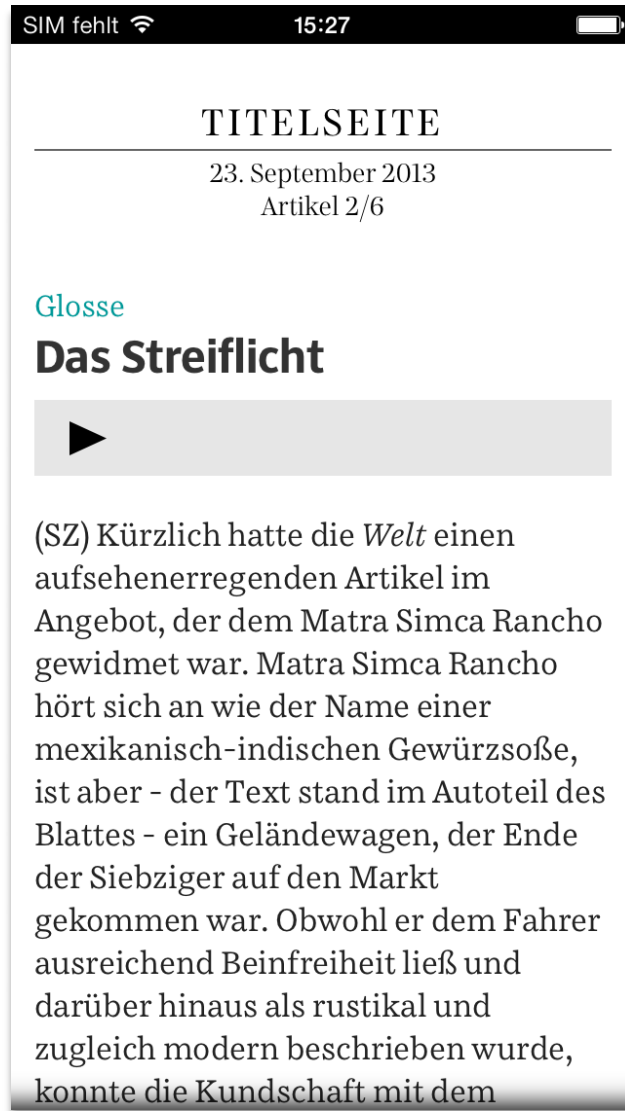 SIM fehlt 15:27
TITELSEITE
23. September 2013
Artikel 2/6
Glosse
Das Streiflicht
(SZ) Kürzlich hatte die Welt einen
aufsehenerregenden Artikel im
Angebot, der dem Matra Simca Rancho
gewidmet war. Matra Simca Rancho
hört sich an wie der Name einer
mexikanisch-indischen Gewürzsoße,
ist aber - der Text stand im Autoteil des
Blattes - ein Geländewagen, der Ende
der Siebziger auf den Markt
gekommen war. Obwohl er dem Fahrer
ausreichend Beinfreiheit ließ und
darüber hinaus als rustikal und
zugleich modern beschrieben wurde,
konnte die Kundschaft mit dem